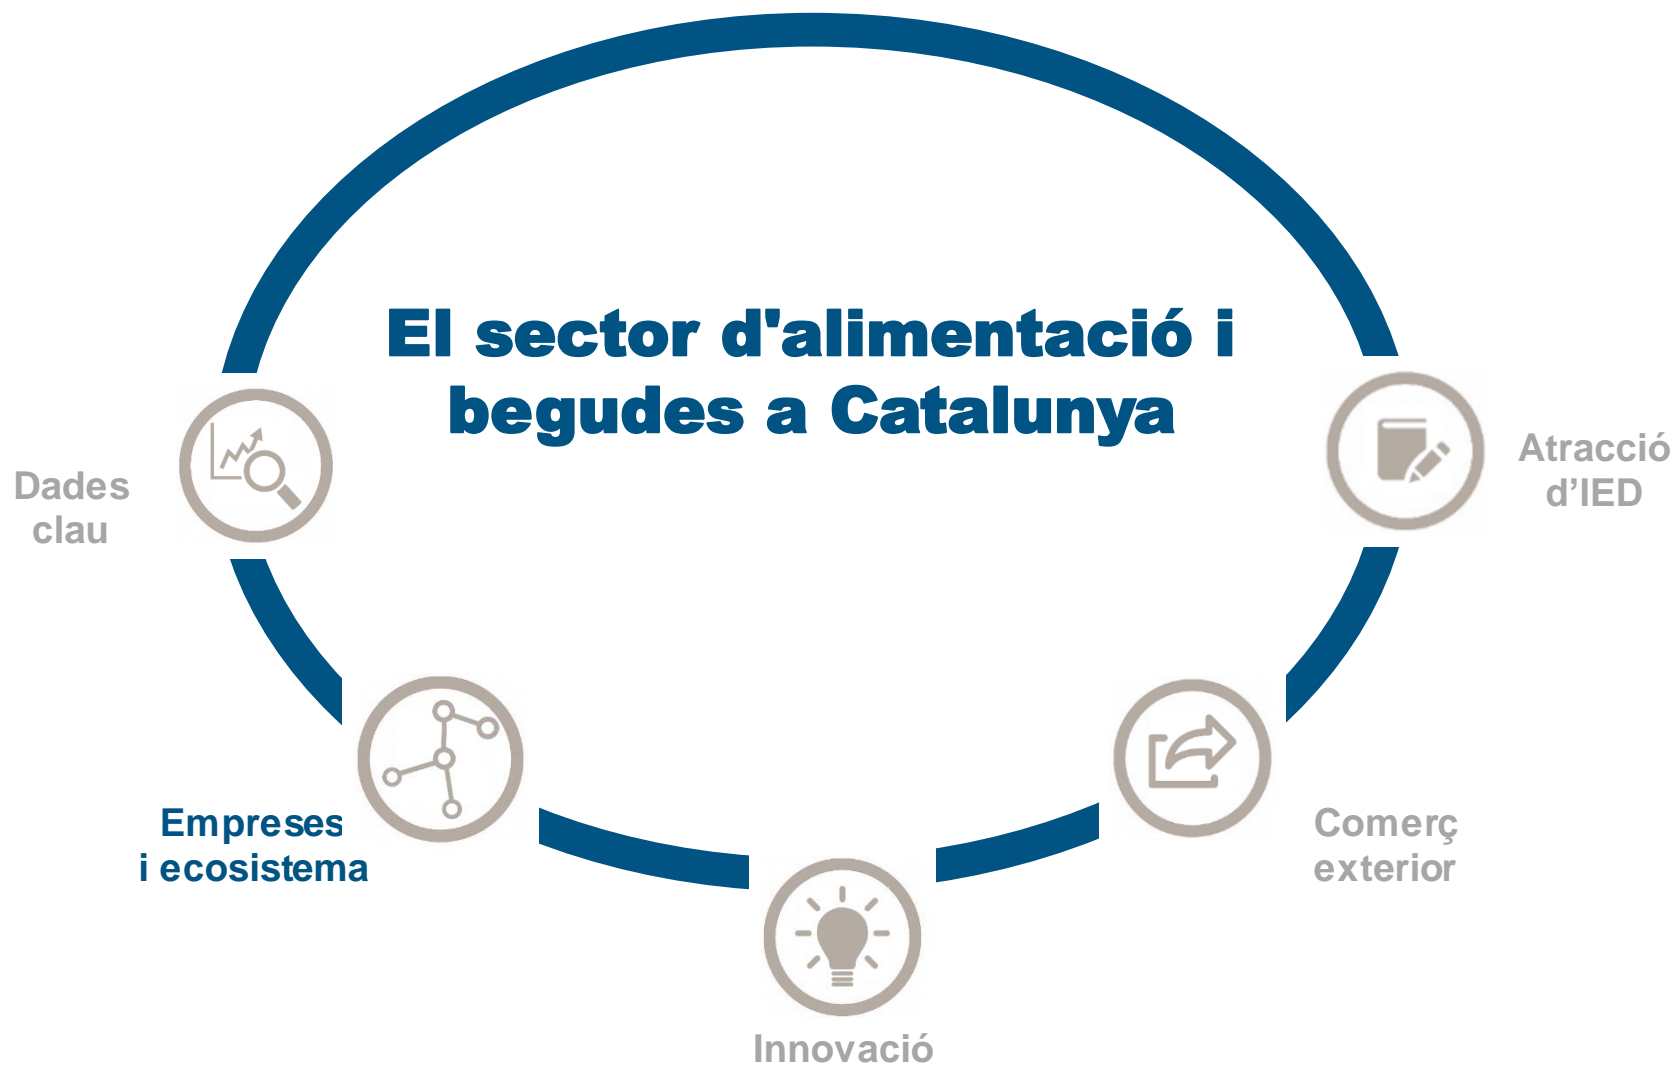 El sector d'alimentació i
begudes a Catalunya
Dades
clau
Empreses
i ecosistema
Innovació
Comerç
exterior
Atracció
d’IED